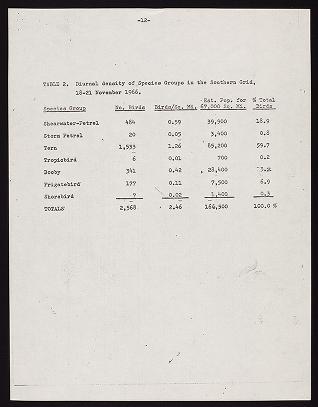 -12-
TABLE 2. Diurnal density of Species Groups in the Southern Grid,
18-21 November 1966.
Est. Pop. for % Total
Species Group No. Birds Birds/Sq. Mi. 67,000 Sq. Mi. Birds
Shearwater-Petrel 484 0.59 39,900 18.9
Storm Petrel 20 0.05 3,400 0.8
Tern 1,533 1.26 85,200 59.7
Tropicbird 6 0.01 700 0.2
Booby 341 0.42 28,400
Frigatebird 177 0.11 7,500 6.9
Shorebird 7 0.02 1,400 0.3
TOTALS 2,568 2.46 166,500 100.0 %